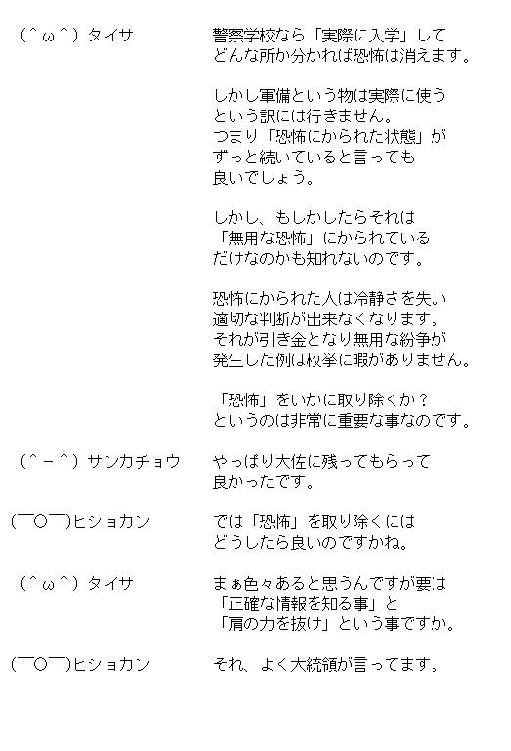 (＾ω＾) タイサ 警察学校なら「実際に入学」して
どんな所か分かれば恐怖は消えます。
しかし軍備という物は実際に使う
という訳には行きません。
つまり「恐怖にかられた状態」が
ずっと続いていると言っても
良いでしょう。
しかし、もしかしたらそれは
「無用な恐怖」にかられている
だけなのかも知れないのです。
恐怖にかられた人は冷静さを失い
適切な判断が出来なくなります。
それが引き金となり無用な紛争が
発生した例は枚挙に暇がありません。
「恐怖」をいかに取り除くか？
というのは非常に重要な事なのです。
(＾－＾) サンカチョウ やっぱり大佐に残ってもらって
良かったです。
(￣○￣)ヒショカン では「恐怖」を取り除くには
どうしたら良いのですかね。
(＾ω＾) タイサ まぁ色々あると思うんですが要は
「正確な情報を知る事」と
「肩の力を抜け」という事ですか。
(￣○￣)ヒショカン それ、よく大統領が言ってます。